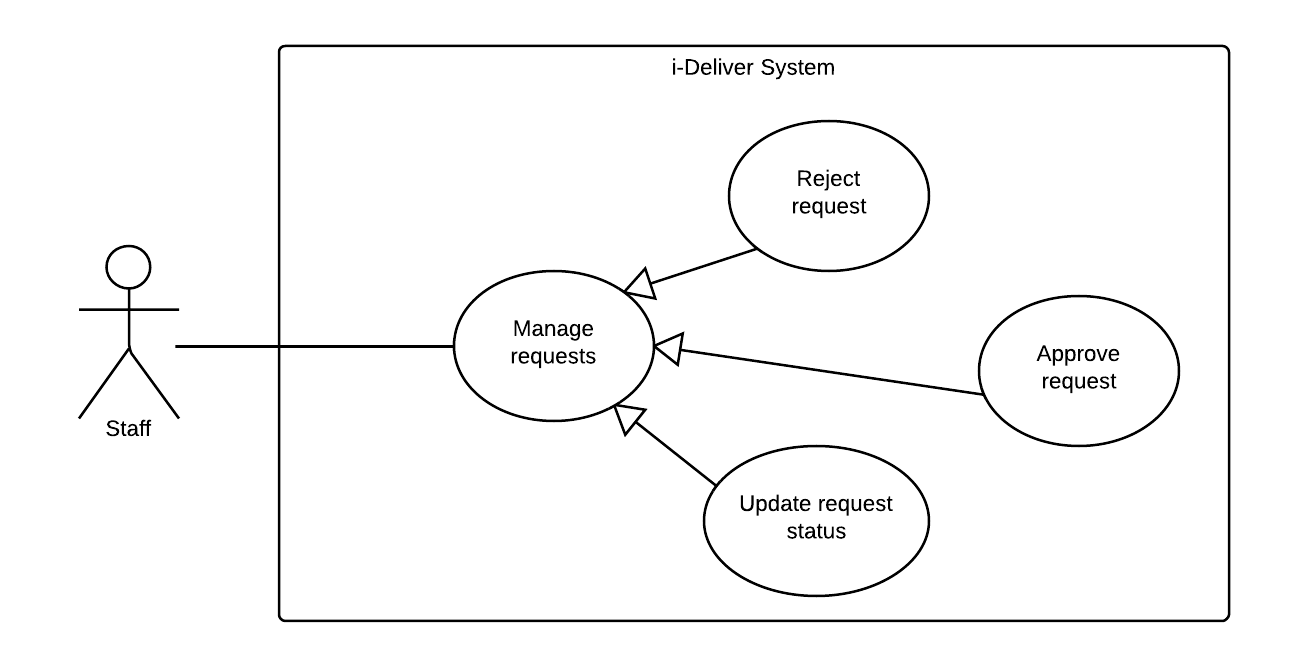 i-Deliver System
Reject
request
Manage
requests
Approve
request
Staff
Update request
status